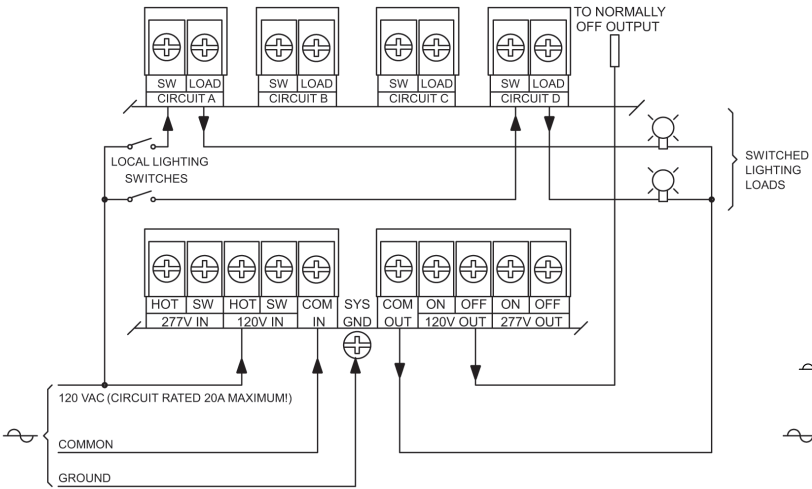 TO NORMALLY
OFF OUTPUT
SW LOAD SW LOAD SW LOAD SW LOAD
CIRCUIT A CIRCUIT B CIRCUIT C CIRCUIT D
LOCAL LIGHTING
SWITCHES
SWITCHED
LIGHTING
LOADS
HOT SW HOT SW COM SYS COM ON OFF ON OFF
277V IN 120V IN IN GND OUT 120V OUT 277V OUT
120 VAC (CIRCUIT RATED 20A MAXIMUM!)
COMMON
GROUND